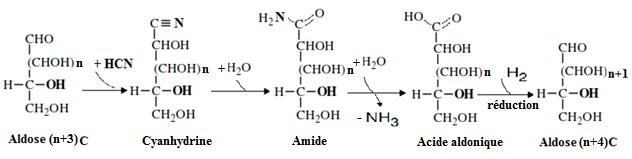 CHO
(CHOH)n
H-C-OH
CH₂OH
Aldose (n+3)C
+ HCN
C≡N
CHOH
(CHOH)n
H-C-OH
CH₂OH
Cyanhydrine
+H₂O
H₂N C O
CHOH
(CHOH)n
H-C-OH
CH₂OH
Amide
+H₂O
- NH₃
HO C O
CHOH
(CHOH)n
H-C-OH
CH₂OH
Acide aldonique
H₂
réduction
CHO
(CHOH)n+1
H-C-OH
CH₂OH
Aldose (n+4)C